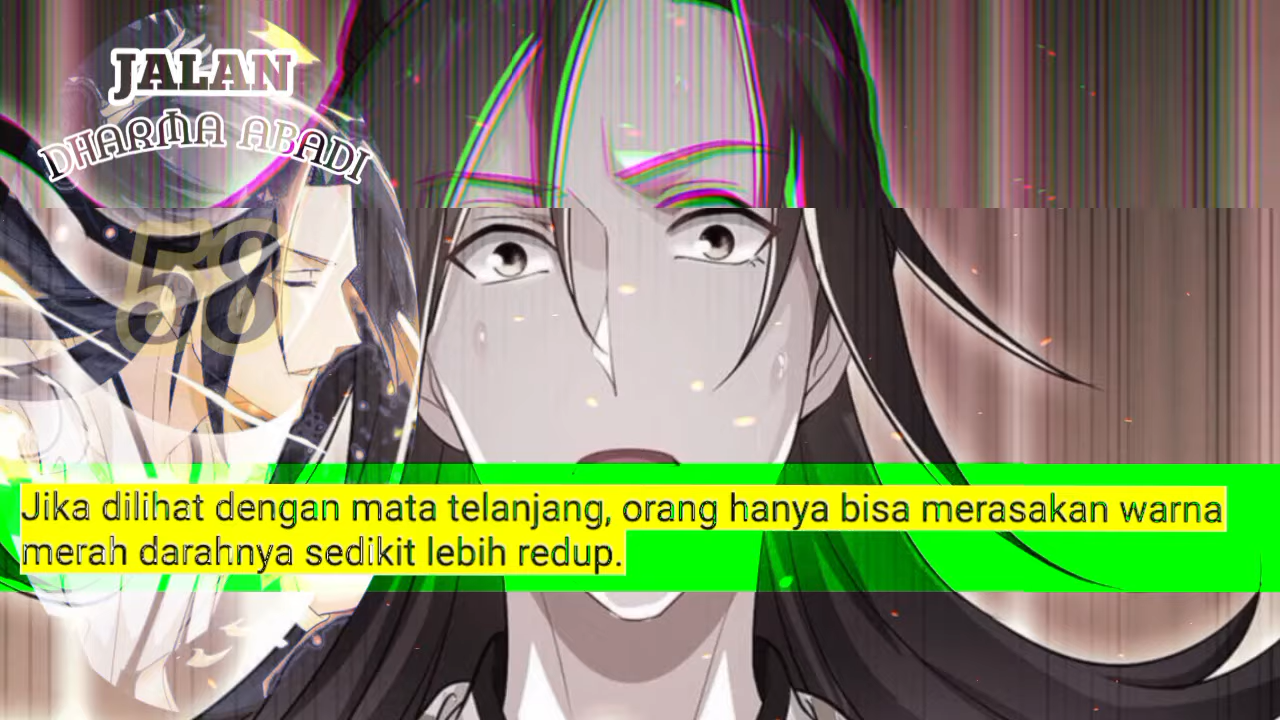 JALAN
DHARMA ABADI
58
Jika dilihat dengan mata telanjang, orang hanya bisa merasakan warna
merah darahnya sedikit lebih redup.